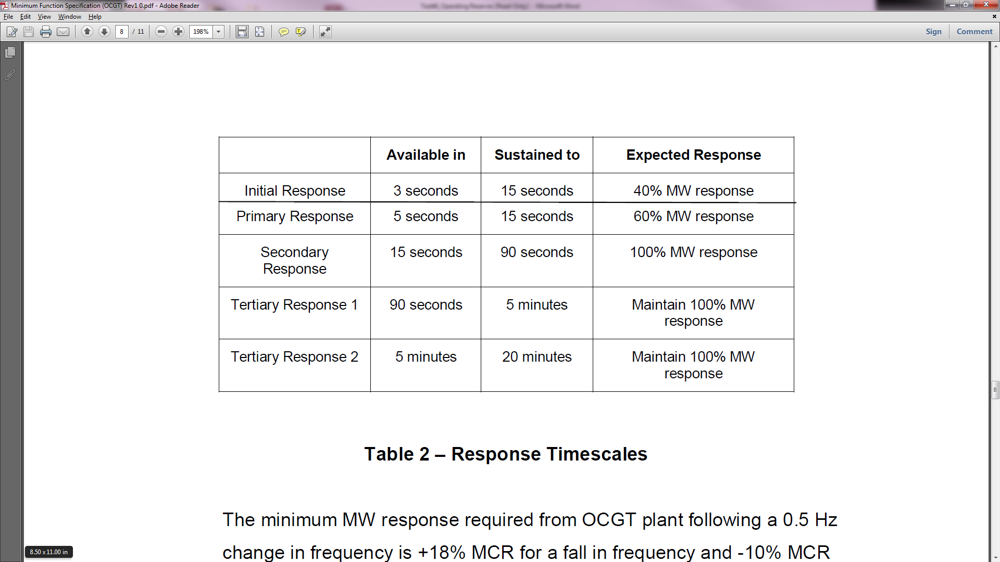 Minimum Function Specification (OCGT) Rev1 0.pdf - Adobe Reader
File Edit View Window Help
8 / 11 198% Sign Comment
Available in Sustained to Expected Response
Initial Response 3 seconds 15 seconds 40% MW response
Primary Response 5 seconds 15 seconds 60% MW response
Secondary 15 seconds 90 seconds 100% MW response
Response
Tertiary Response 1 90 seconds 5 minutes Maintain 100% MW
response
Tertiary Response 2 5 minutes 20 minutes Maintain 100% MW
response
Table 2 – Response Timescales
The minimum MW response required from OCGT plant following a 0.5 Hz
change in frequency is +18% MCR for a fall in frequency and -10% MCR
8.50 x 11.00 in